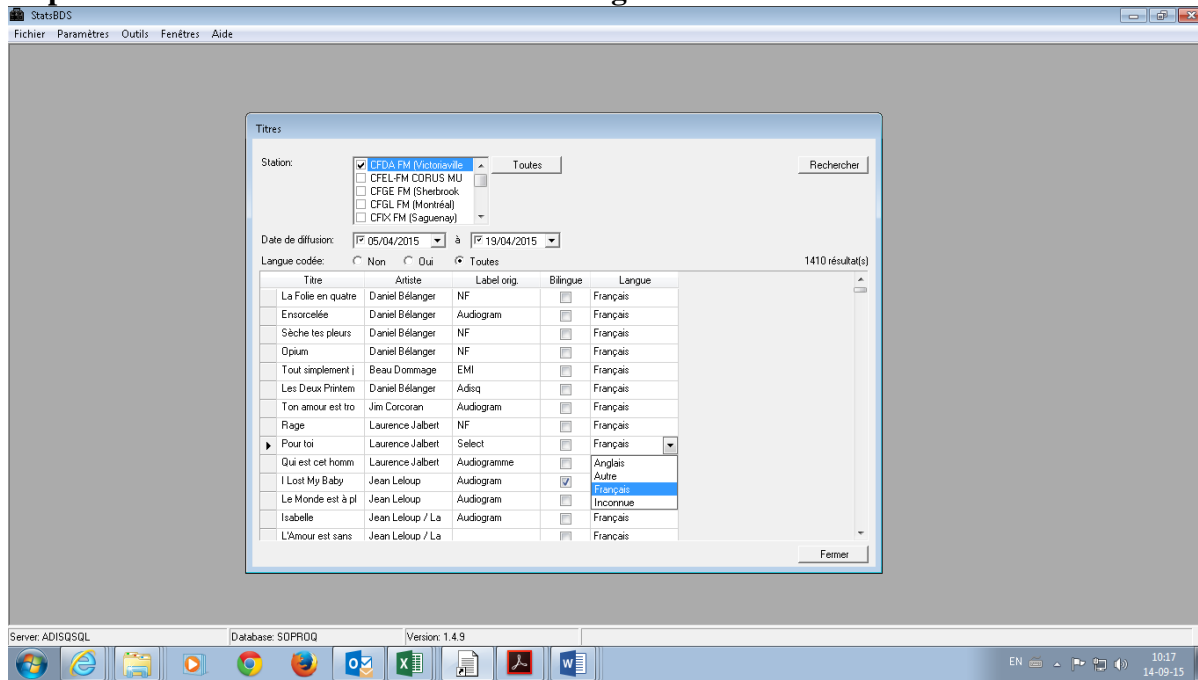 StatsBDS
Fichier Paramètres Outils Fenêtres Aide
Titres
Station:
CFDA FM (Victoriaville
Toutes
Rechercher
CFEL-FM CORUS MU
CFGE FM (Sherbrook
CFGL FM (Montréal)
CFIX FM (Saguenay)
Date de diffusion: 05/04/2015 à 19/04/2015
Langue codée: Non Oui Toutes 1410 résultat(s)
Titre Artiste Label orig. Bilingue Langue
La Folie en quatre Daniel Bélanger NF Français
Ensorcelée Daniel Bélanger Audiogram Français
Sèche tes pleurs Daniel Bélanger NF Français
Opium Daniel Bélanger NF Français
Tout simplement j Beau Dommage EMI Français
Les Deux Printem Daniel Bélanger Adisq Français
Ton amour est tro Jim Corcoran Audiogram Français
Rage Laurence Jalbert NF Français
Pour toi Laurence Jalbert Select Français
Qui est cet homm Laurence Jalbert Audiogramme Anglais
I Lost My Baby Jean Leloup Audiogram Autre
Français
Le Monde est à pl Jean Leloup Audiogram Inconnue
Isabelle Jean Leloup / La Audiogram Français
L'Amour est sans Jean Leloup / La Français
Fermer
Server: ADISQSQL Database: SOPROQ Version: 1.4.9
EN 10:17
14-09-15